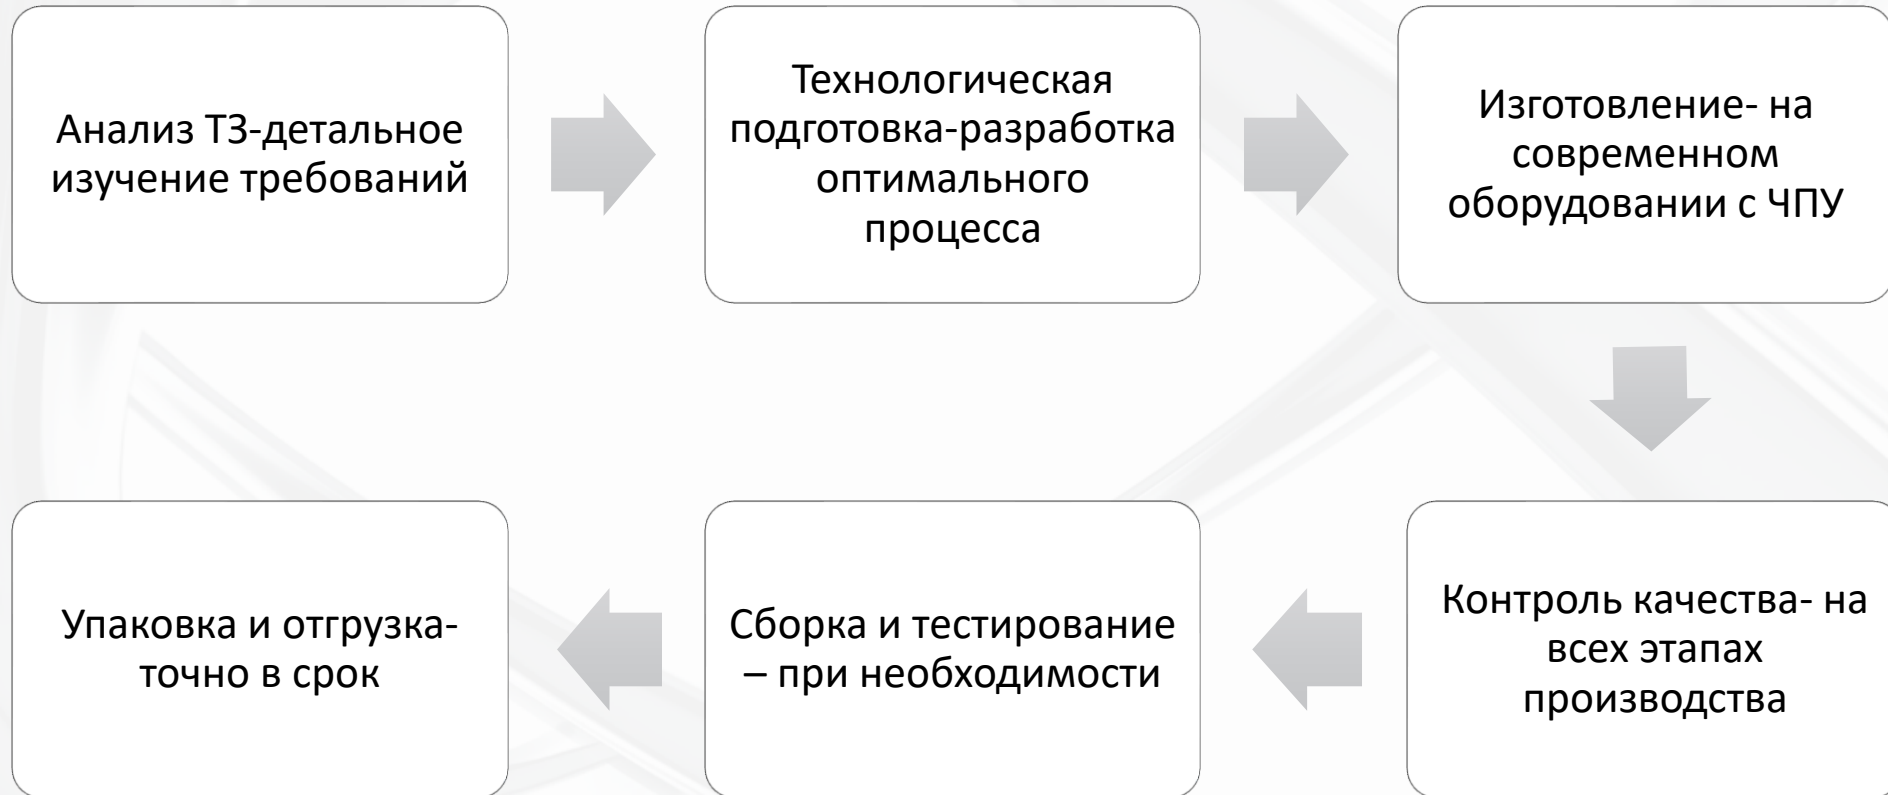 Анализ ТЗ-детальное
изучение требований
Технологическая
подготовка-разработка
оптимального
процесса
Изготовление- на
современном
оборудовании с ЧПУ
Контроль качества- на
всех этапах
производства
Сборка и тестирование
– при необходимости
Упаковка и отгрузка-
точно в срок